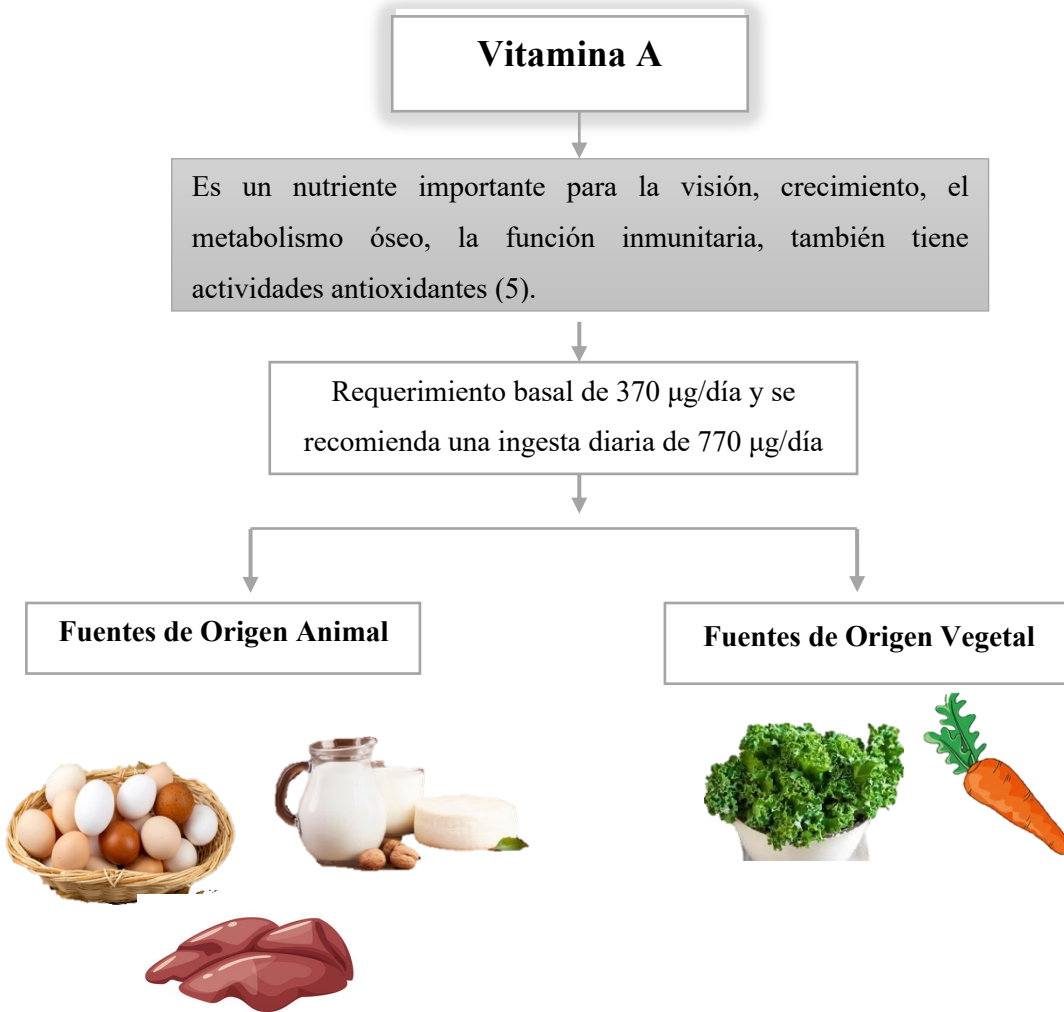 Vitamina A
Es un nutriente importante para la visión, crecimiento, el
metabolismo óseo, la función inmunitaria, también tiene
actividades antioxidantes (5).
Requerimiento basal de 370 μg/día y se
recomienda una ingesta diaria de 770 μg/día
Fuentes de Origen Animal
Fuentes de Origen Vegetal